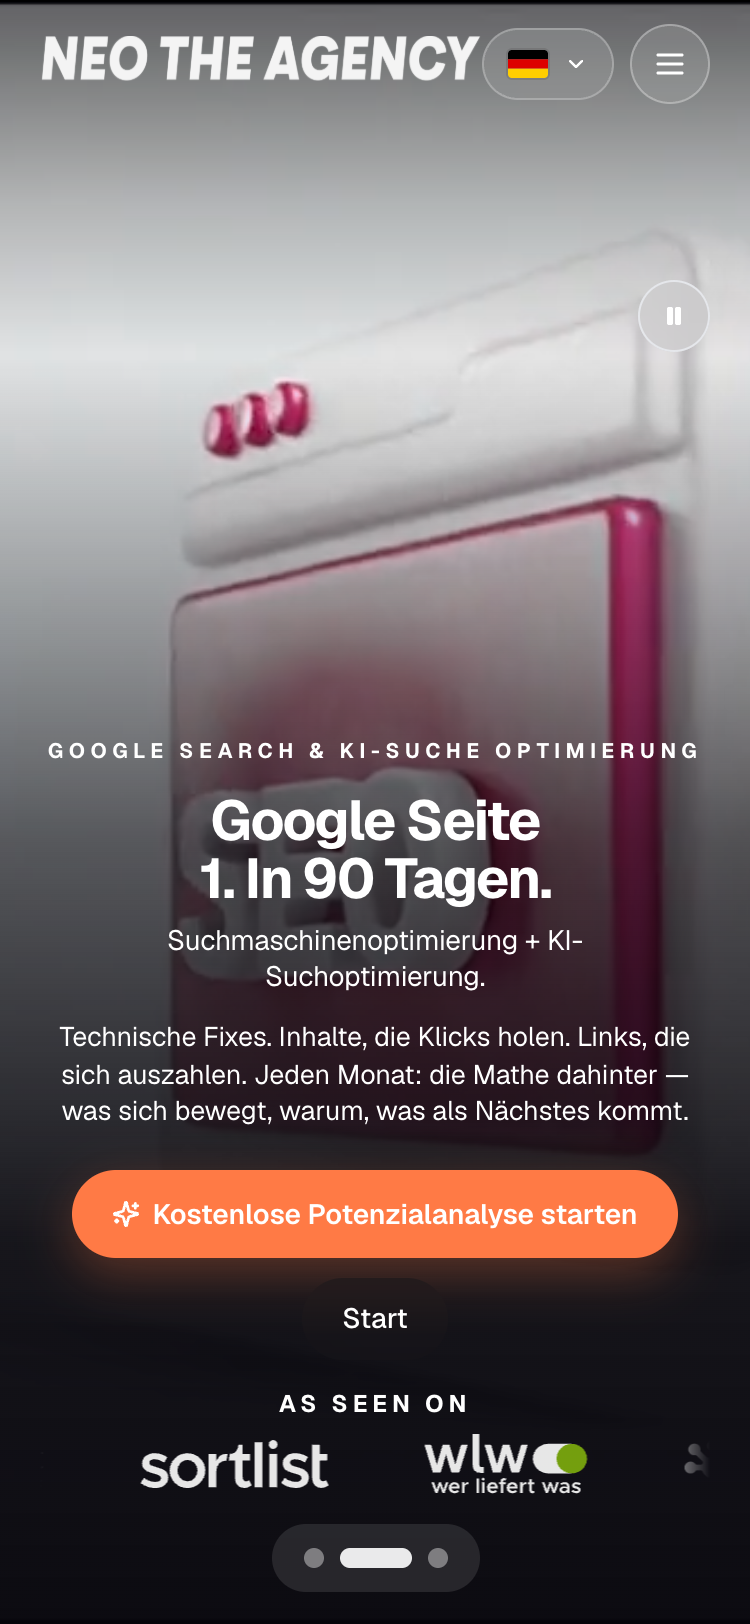 NEO THE AGENCY
GOOGLE SEARCH & KI-SUCHE OPTIMIERUNG
SEO
Google Seite
1. In 90 Tagen.
Suchmaschinenoptimierung + KI-
Suchoptimierung.
Technische Fixes. Inhalte, die Klicks holen. Links, die
sich auszahlen. Jeden Monat: die Mathe dahinter —
was sich bewegt, warum, was als Nächstes kommt.
Kostenlose Potenzialanalyse starten
Start
AS SEEN ON
sortlist
wlw
wer liefert was